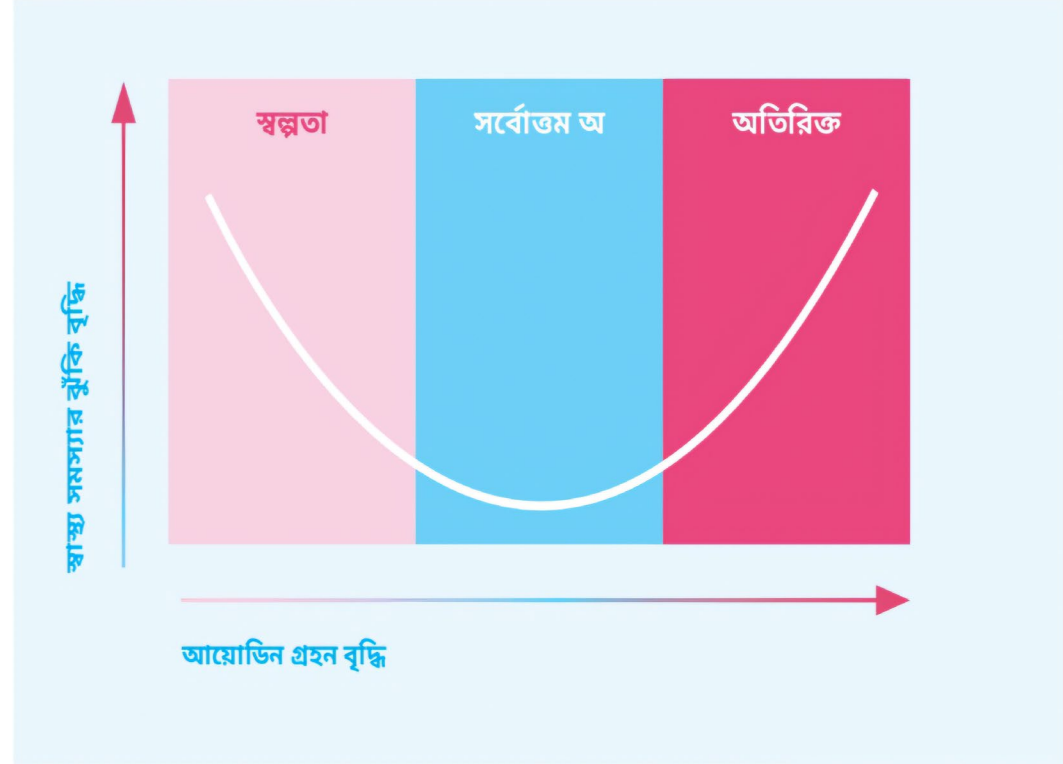 স্বল্পতা
সর্বোত্তম অ
অতিরিক্ত
স্বাস্থ্য সমস্যার ঝুঁকি বৃদ্ধি
আয়োডিন গ্রহন বৃদ্ধি